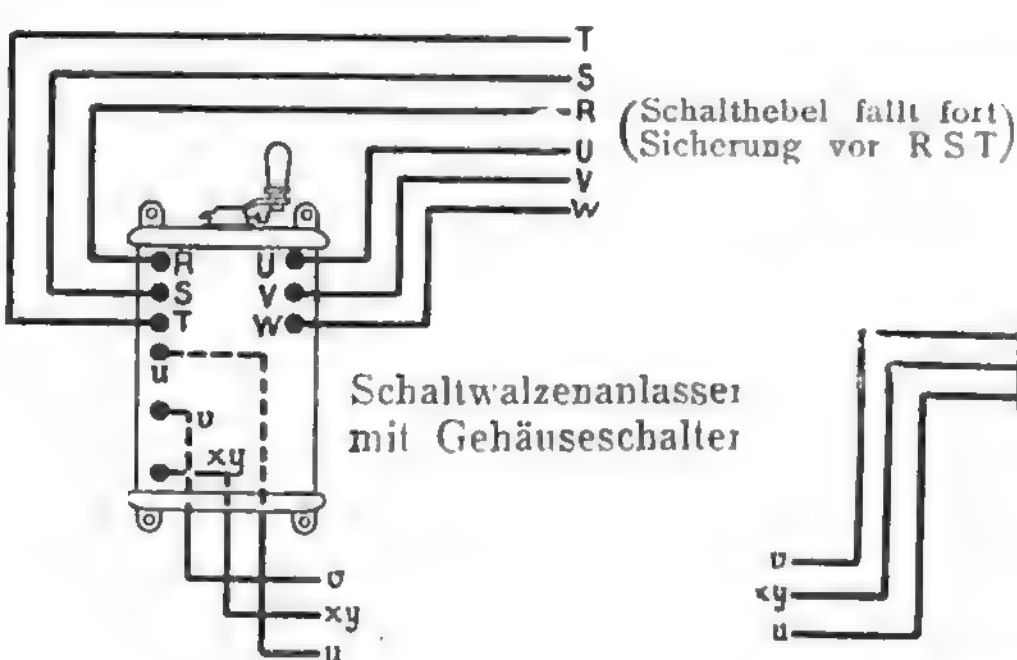 T
S
R
U
V
W
(Schalthebel fällt fort)
(Sicherung vor R S T)
R U
S V
T W
u
v
xy
Schaltwalzenanlasser
mit Gehäuseschalter
v
xy
u
v
xy
u